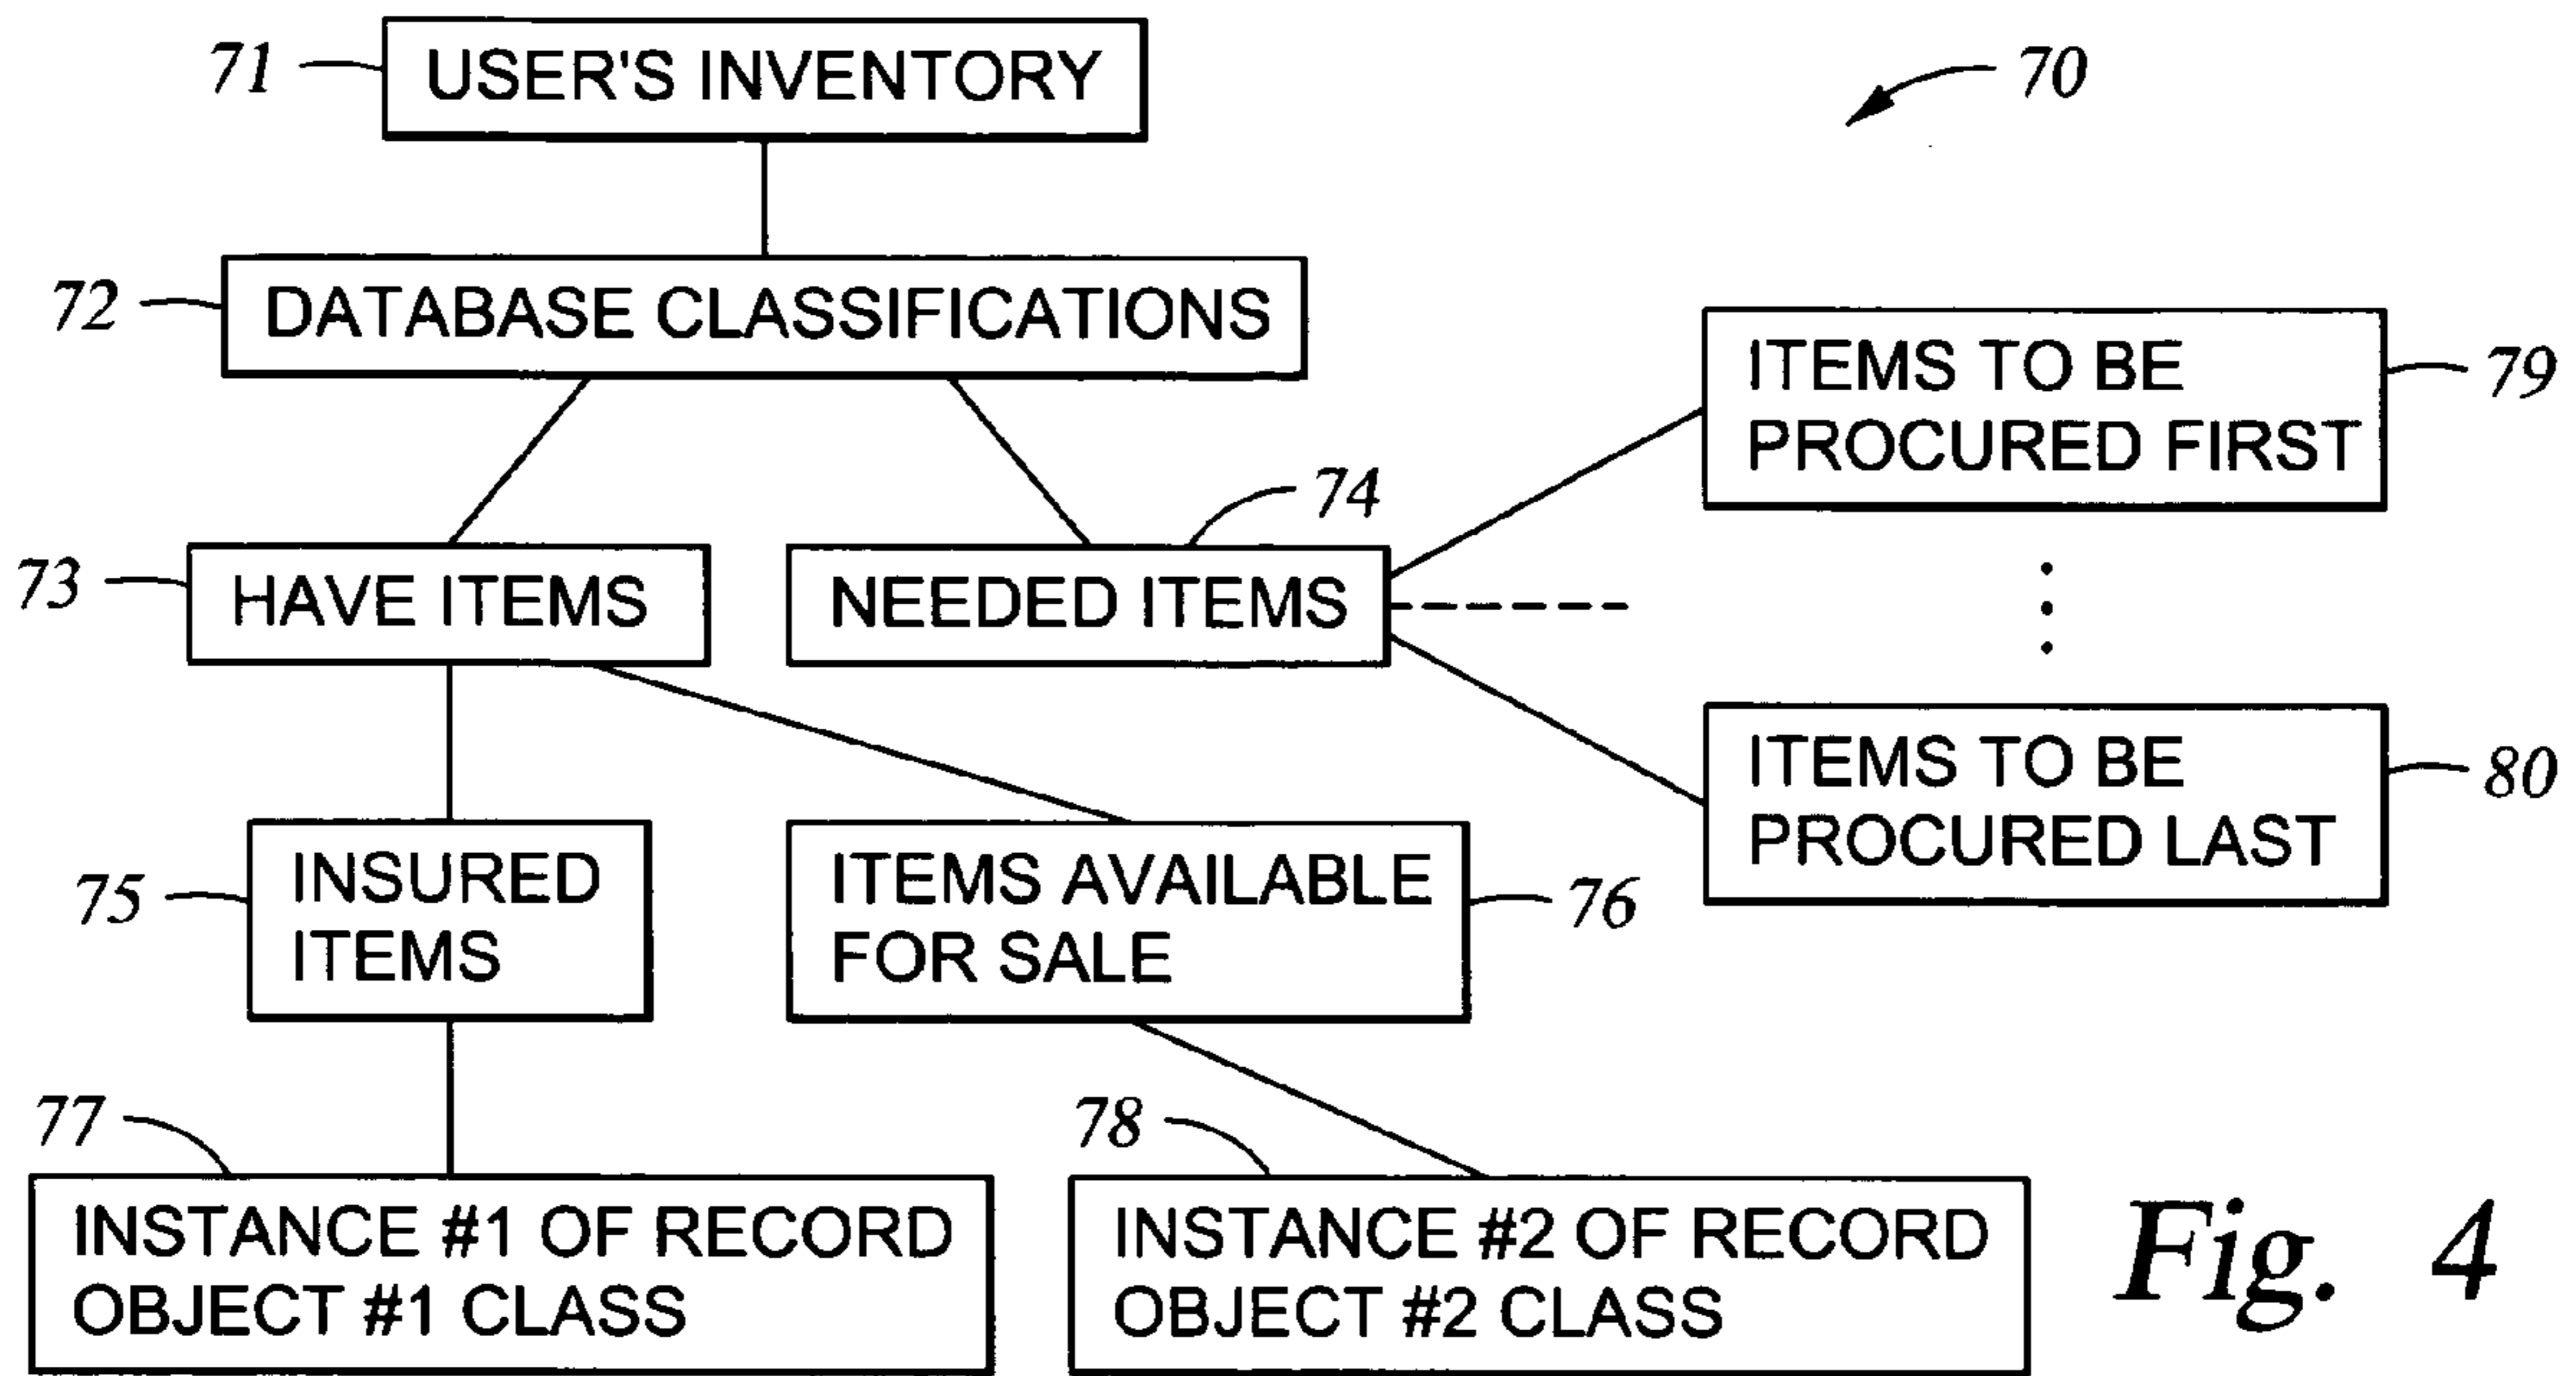 71
USER'S INVENTORY
70
72
DATABASE CLASSIFICATIONS
ITEMS TO BE
PROCURED FIRST
79
74
73
HAVE ITEMS
NEEDED ITEMS
ITEMS TO BE
PROCURED LAST
80
75
INSURED
ITEMS
ITEMS AVAILABLE
FOR SALE
76
77
INSTANCE #1 OF RECORD
OBJECT #1 CLASS
78
INSTANCE #2 OF RECORD
OBJECT #2 CLASS
Fig. 4